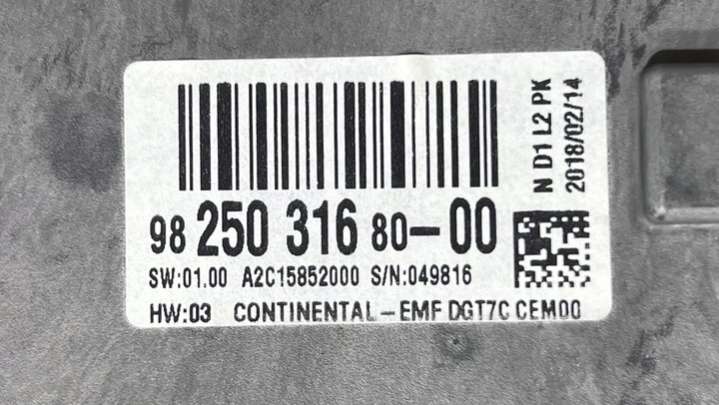 98 250 316 80-00
SW:01.00 A2C15852000 S/N:049816
HW:03 CONTINENTAL-EMF DGT7C CEM00
N D1 L2 PK
2018/02/14